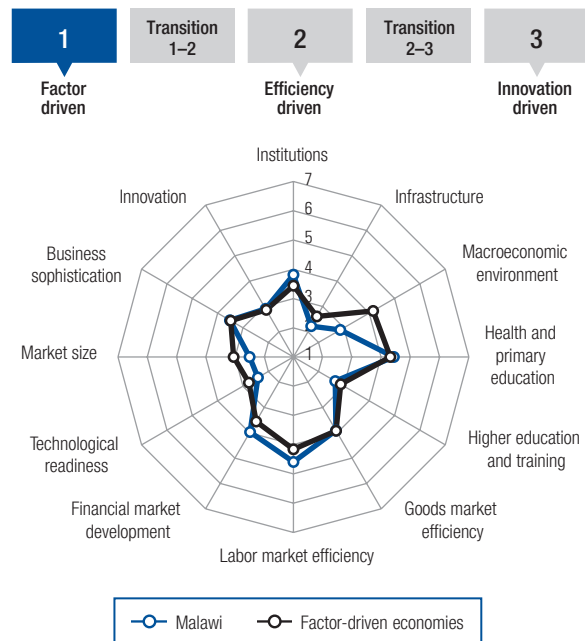 1
Transition
1–2
2
Transition
2–3
3
Factor
driven
Efficiency
driven
Innovation
driven
Institutions
7
6
5
4
3
2
1
Infrastructure
Macroeconomic
environment
Health and
primary
education
Higher education
and training
Goods market
efficiency
Labor market efficiency
Financial market
development
Technological
readiness
Market size
Business
sophistication
Innovation
Malawi
Factor-driven economies